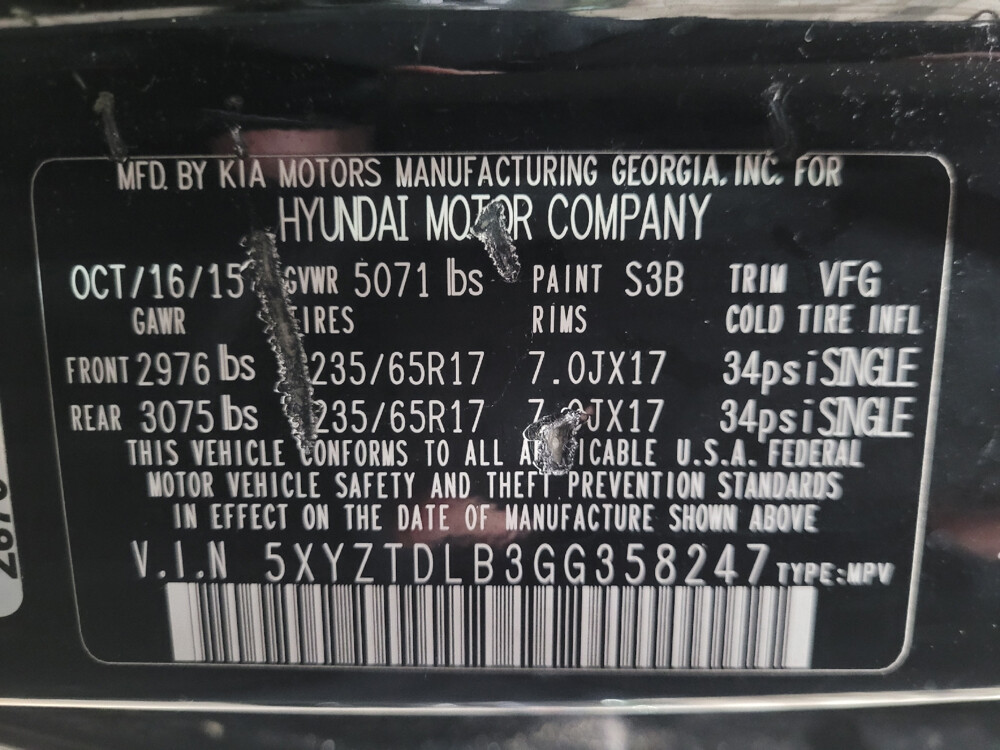 MFD. BY KIA MOTORS MANUFACTURING GEORGIA. INC. FOR
HYUNDAI MOTOR COMPANY
OCT/16/15 GVWR 5071 lbs PAINT S3B TRIM VFG
GAWR TIRES RIMS COLD TIRE INFL
FRONT 2976 lbs 235/65R17 7.0JX17 34psi SINGLE
REAR 3075 lbs 235/65R17 7.0JX17 34psi SINGLE
THIS VEHICLE CONFORMS TO ALL APPLICABLE U.S.A. FEDERAL
MOTOR VEHICLE SAFETY AND THEFT PREVENTION STANDARDS
IN EFFECT ON THE DATE OF MANUFACTURE SHOWN ABOVE
V.I.N 5XYZTDLB3GG358247 TYPE:MPV